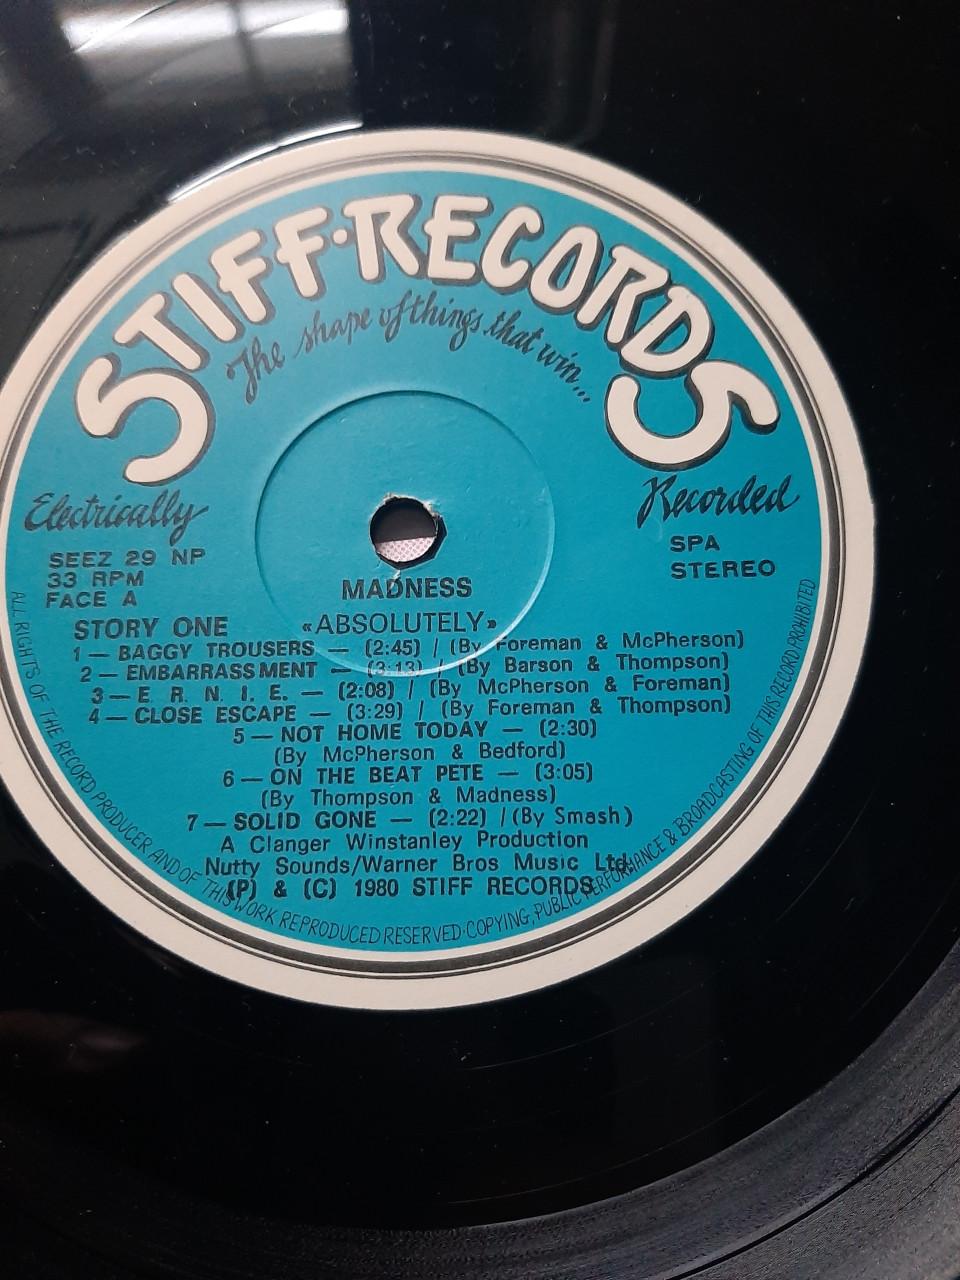 STIFF·RECORDS
The shape of things that win...
Electrically Recorded
SEEZ 29 NP
33 RPM
FACE A
SPA
STEREO
MADNESS
«ABSOLUTELY»
STORY ONE
1 — BAGGY TROUSERS — (2:45) / (By Foreman & McPherson)
2 — EMBARRASSMENT — (3:13) / (By Barson & Thompson)
3 — E. R. N. I. E. — (2:08) / (By McPherson & Foreman)
4 — CLOSE ESCAPE — (3:29) / (By Foreman & Thompson)
5 — NOT HOME TODAY — (2:30)
(By McPherson & Bedford)
6 — ON THE BEAT PETE — (3:05)
(By Thompson & Madness)
7 — SOLID GONE — (2:22) / (By Smash)
A Clanger Winstanley Production
Nutty Sounds/Warner Bros Music Ltd.
(P) & (C) 1980 STIFF RECORDS
ALL RIGHTS OF THE RECORD PRODUCER AND OF THIS WORK REPRODUCED RESERVED·COPYING, PUBLIC PERFORMANCE & BROADCASTING OF THIS RECORD PROHIBITED